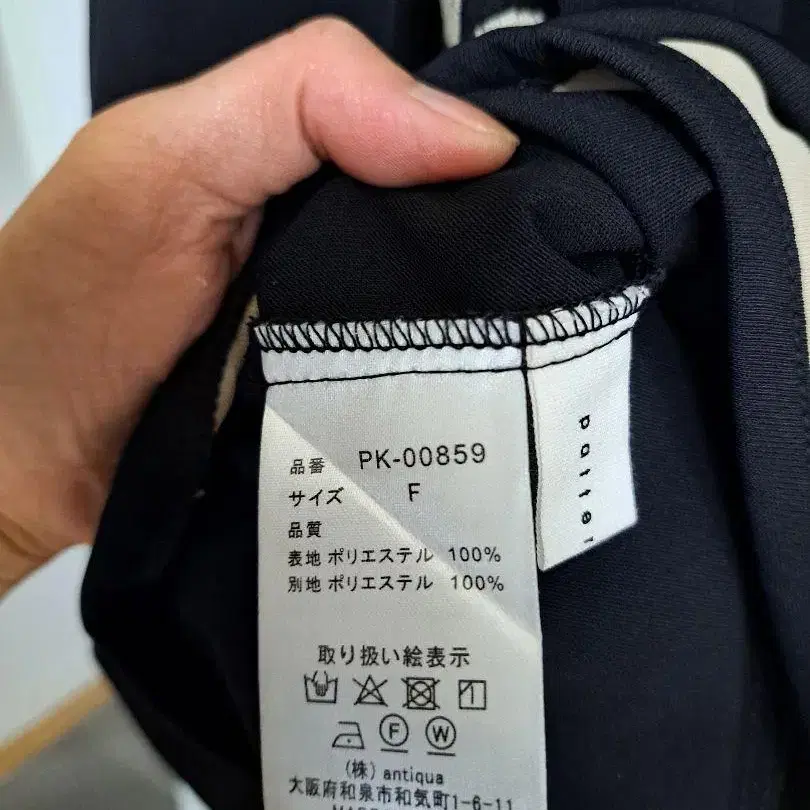 品番 PK-00859
サイズ F
品質
表地 ポリエステル 100%
別地 ポリエステル 100%
取り扱い絵表示
F W
(株) antiqua
大阪府和泉市和気町1-6-11
patte